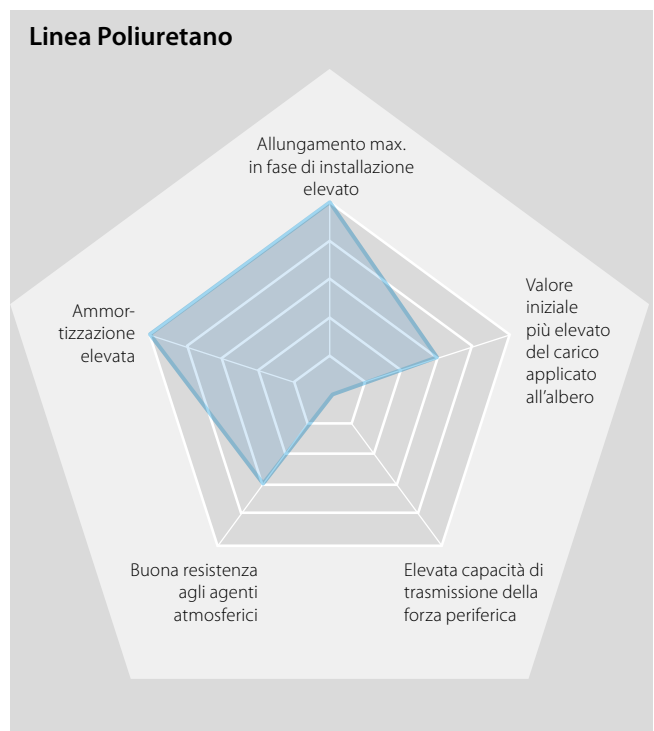 Linea Poliuretano
Allungamento max.
in fase di installazione
elevato
Valore
iniziale
più elevato
del carico
applicato
all'albero
Ammor-
tizzazione
elevata
Buona resistenza
agli agenti
atmosferici
Elevata capacità di
trasmissione della
forza periferica